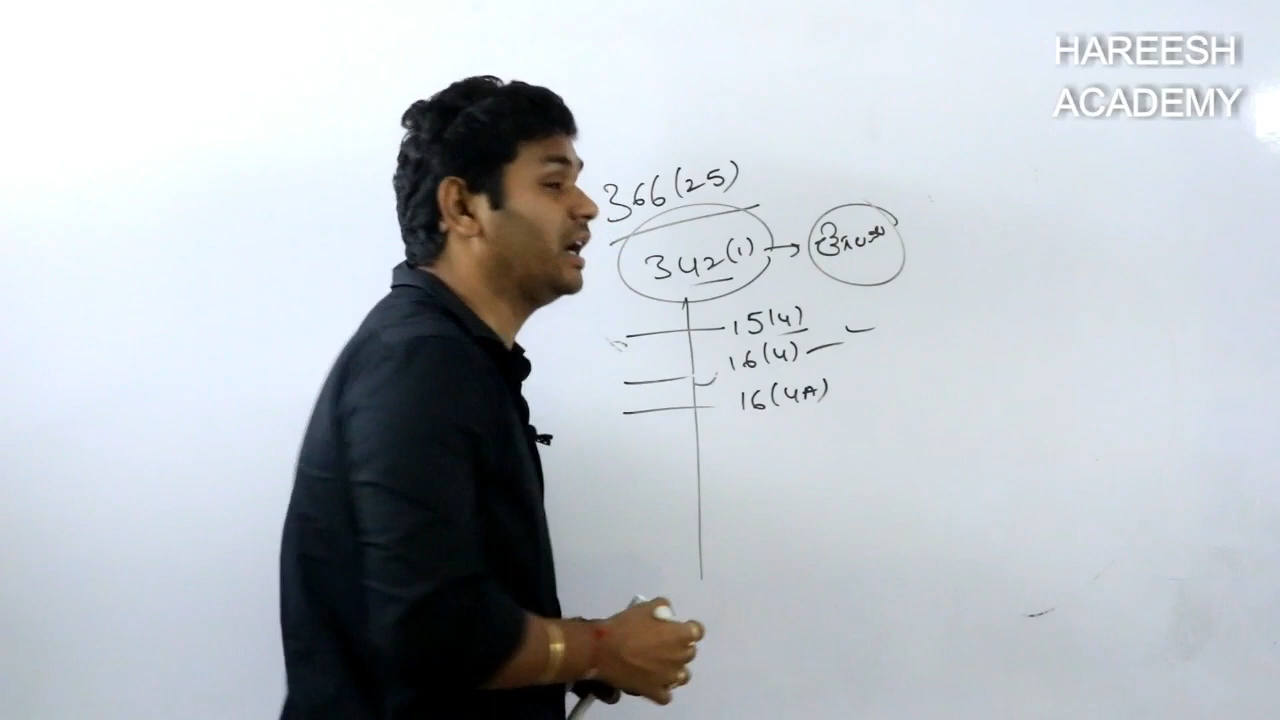 HAREESH
ACADEMY
366(25)
342(1) →
15(4)
16(4) —
16(4A)